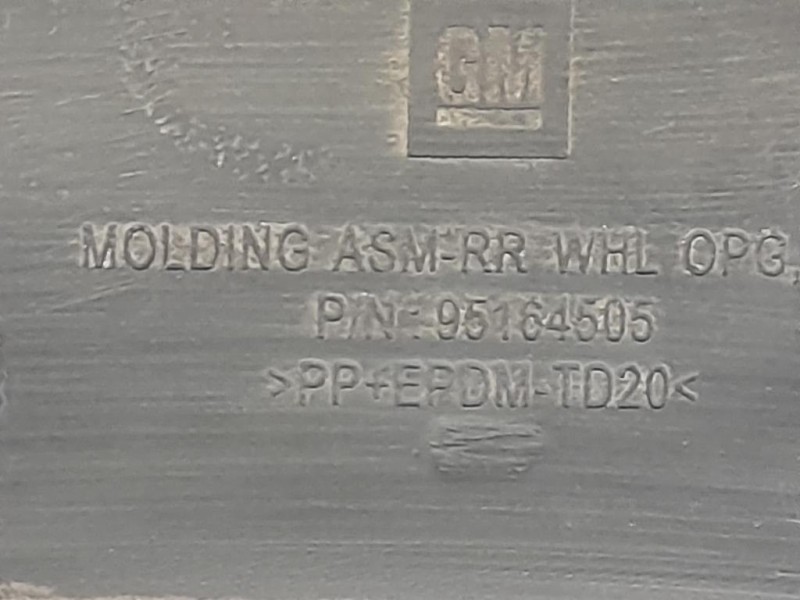 GM
MOLDING ASM-RR WHL OPG,
P/N : 95164505
>PP+EPDM-TD20<